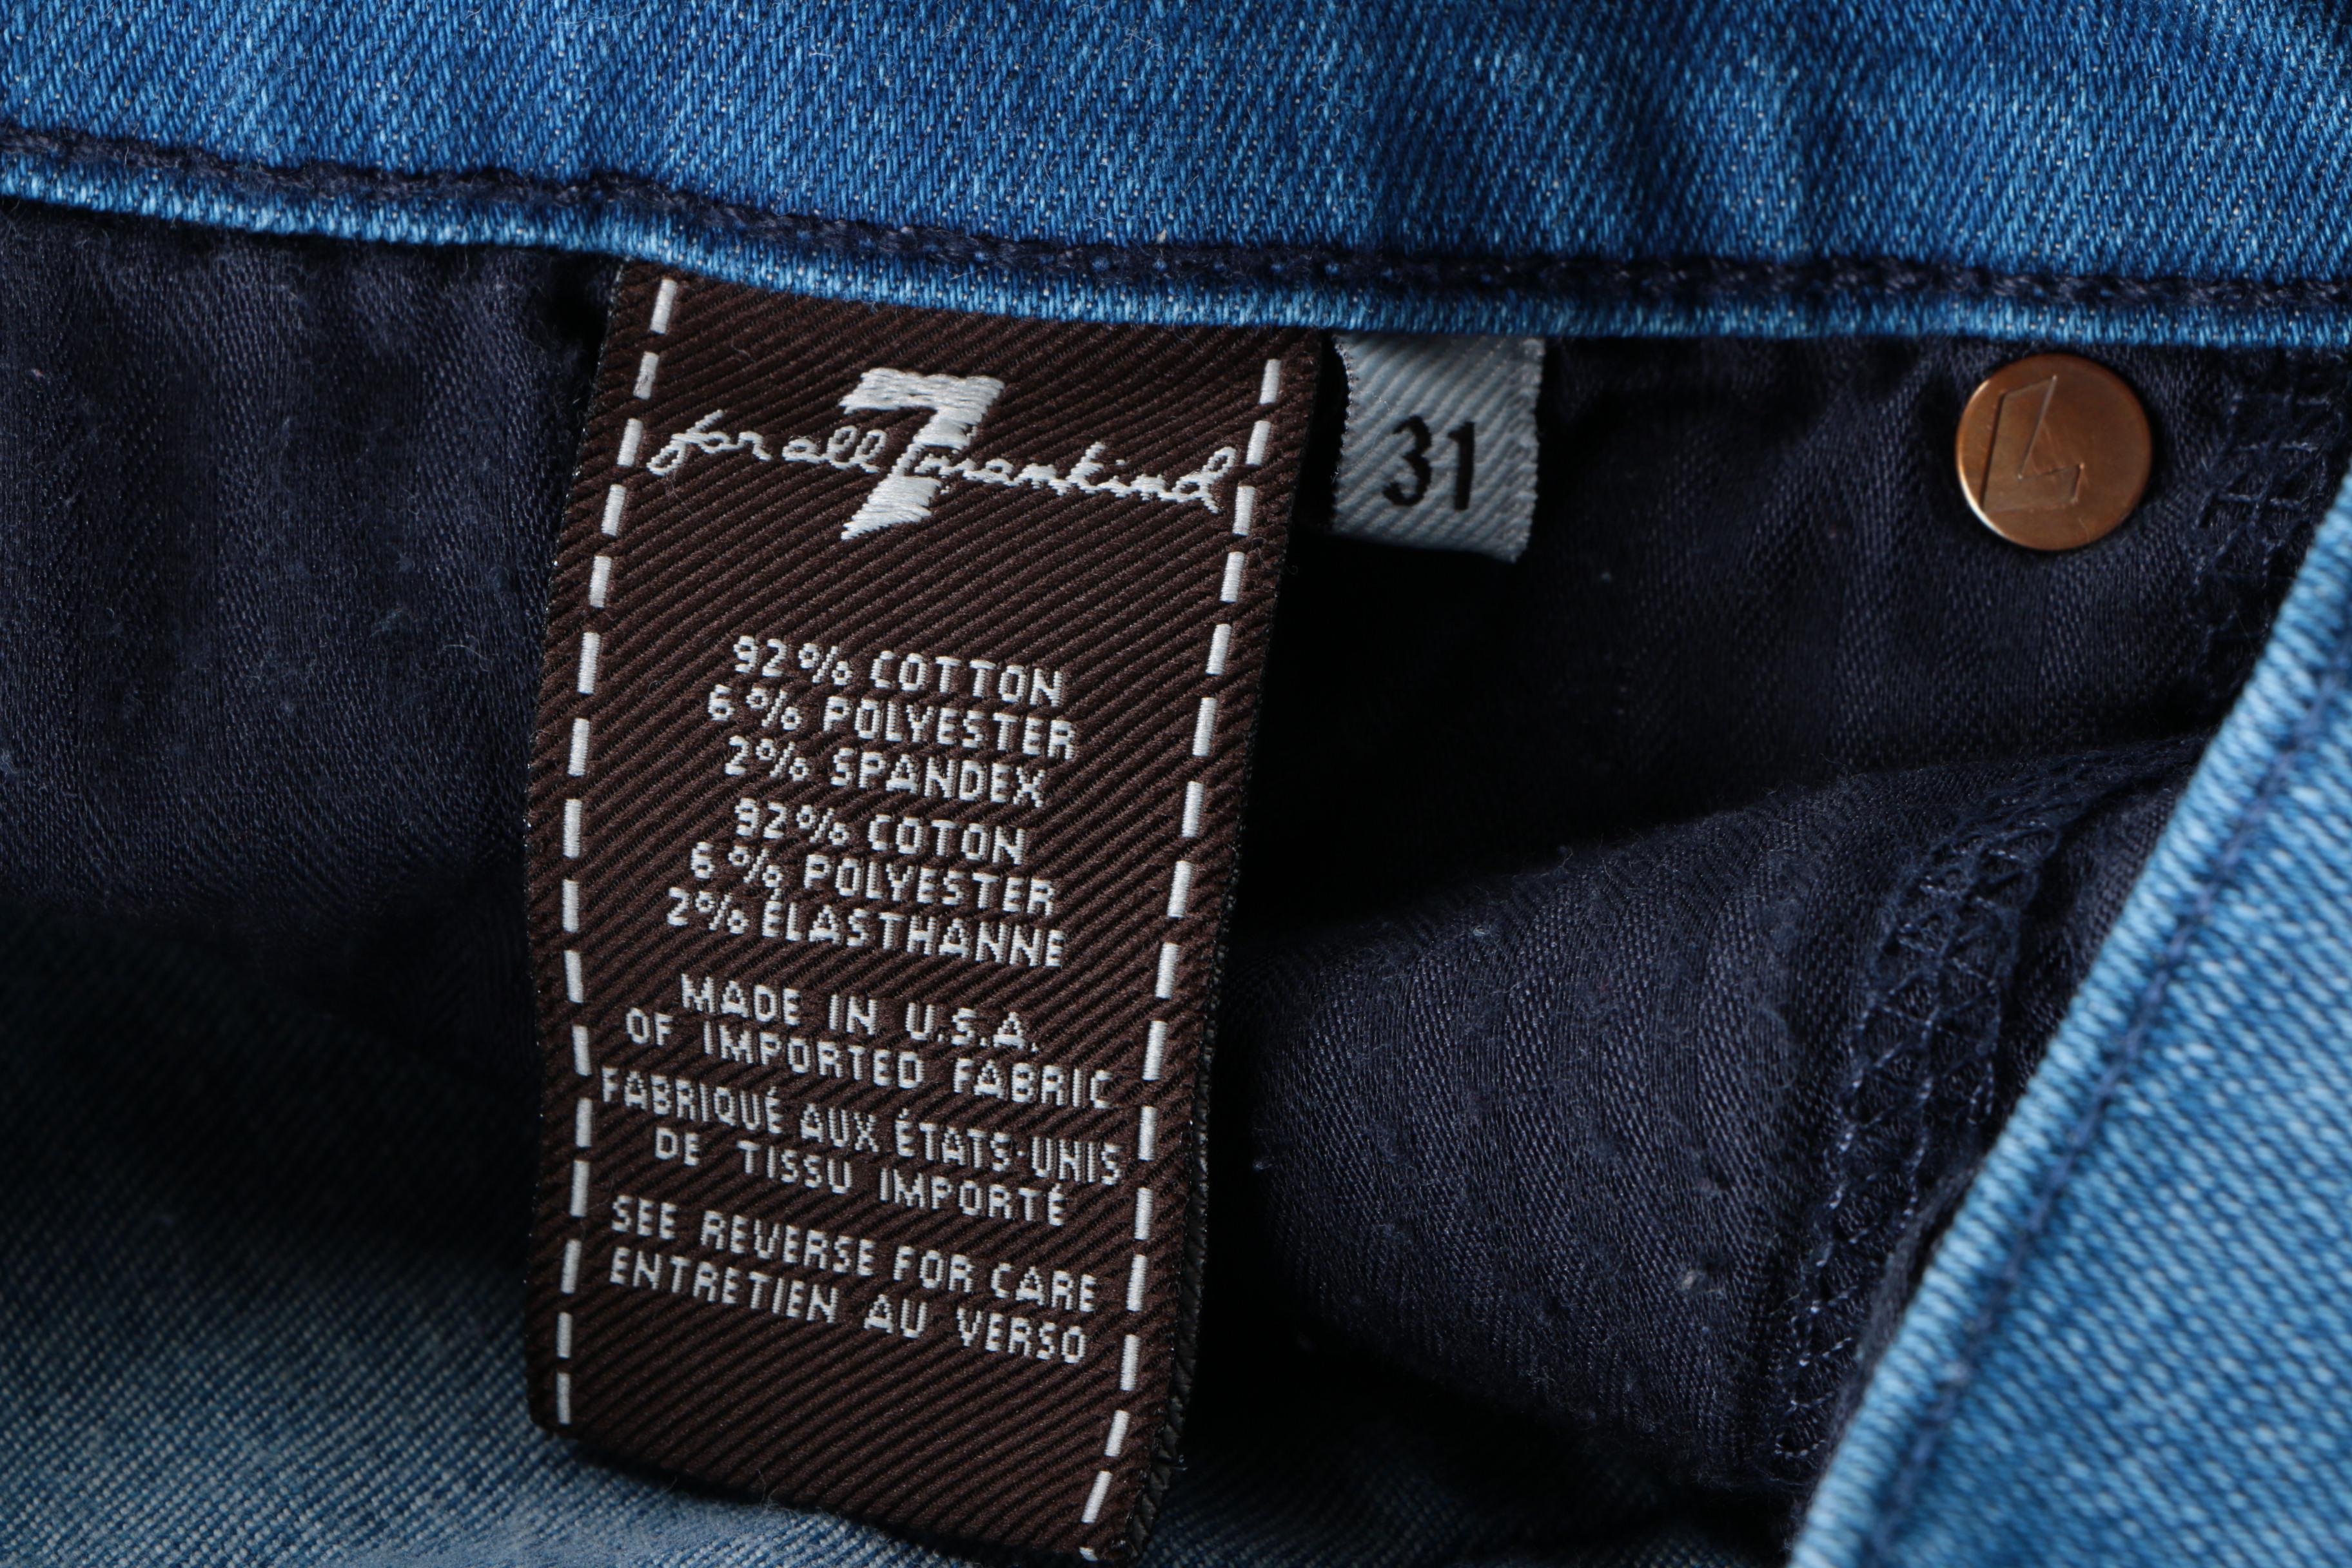 for all 7 mankind
31
92% COTTON
6% POLYESTER
2% SPANDEX
92% COTON
6% POLYESTER
2% ÉLASTHANNE
MADE IN U.S.A.
OF IMPORTED FABRIC
FABRIQUÉ AUX ÉTATS-UNIS
DE TISSU IMPORTÉ
SEE REVERSE FOR CARE
ENTRETIEN AU VERSO